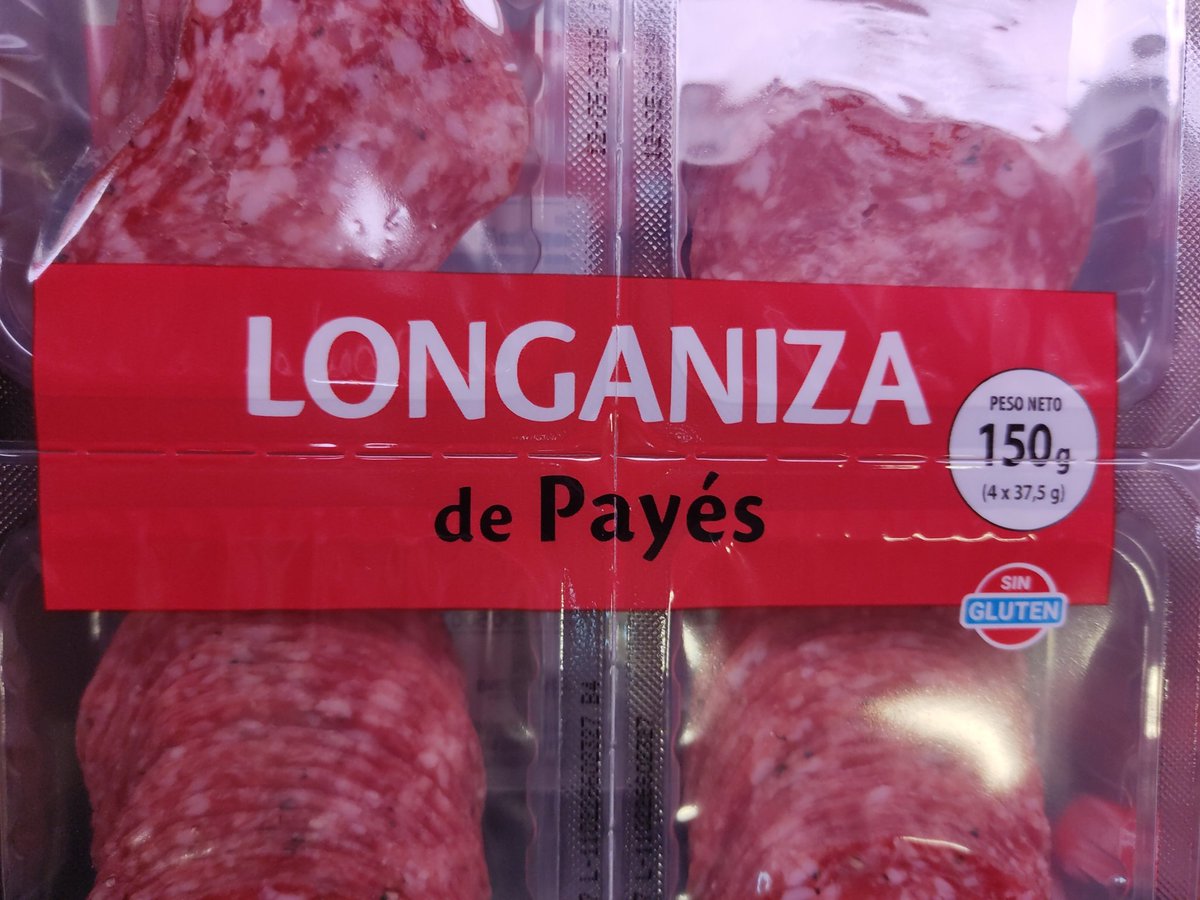 LONGANIZA
de Payés
PESO NETO
150g
(4 x 37,5 g)
SIN
GLUTEN